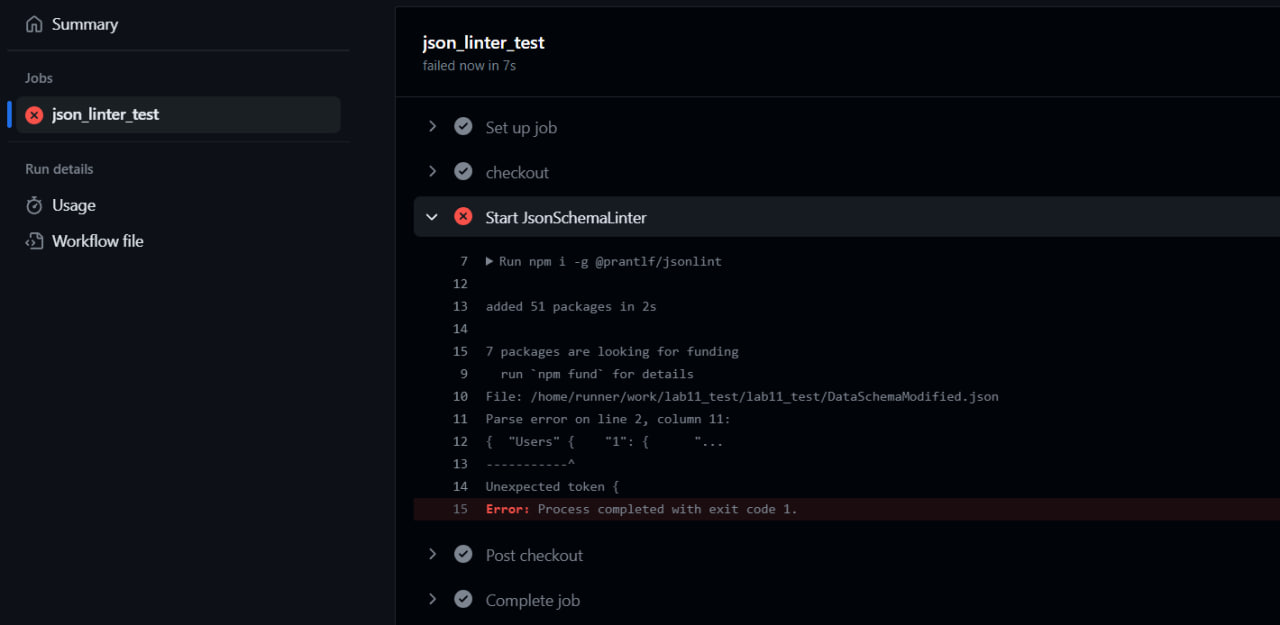 Summary
Jobs
json_linter_test
Run details
Usage
Workflow file
json_linter_test
failed now in 7s
Set up job
checkout
Start JsonSchemaLinter
7 Run npm i -g @prantlf/jsonlint
12
13 added 51 packages in 2s
14
15 7 packages are looking for funding
9 run `npm fund` for details
10 File: /home/runner/work/lab11_test/lab11_test/DataSchemaModified.json
11 Parse error on line 2, column 11:
12 {  "Users" {    "1": {      "...
13 -----------^
14 Unexpected token {
15 Error: Process completed with exit code 1.
Post checkout
Complete job